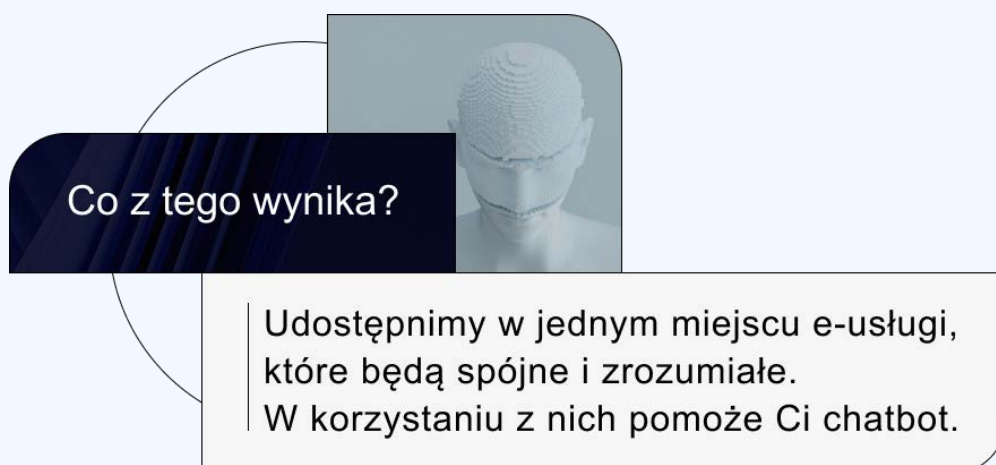 Co z tego wynika?
Udostępnimy w jednym miejscu e-usługi,
które będą spójne i zrozumiałe.
W korzystaniu z nich pomoże Ci chatbot.